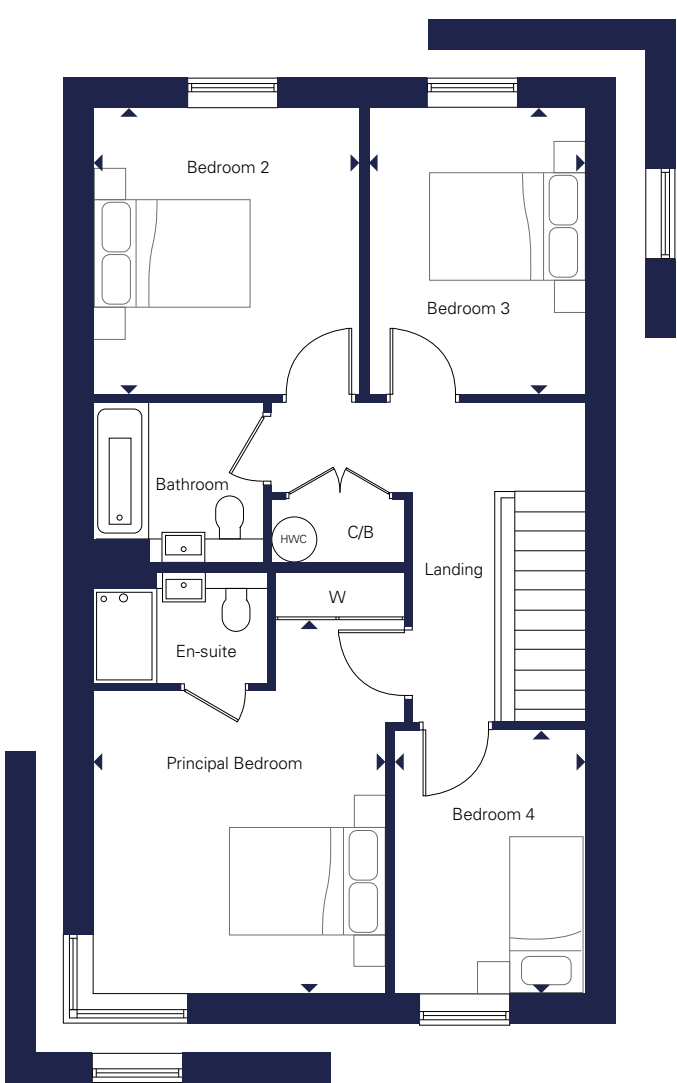 Bedroom 2
Bedroom 3
Bathroom
HWC
C/B
Landing
W
En-suite
Principal Bedroom
Bedroom 4